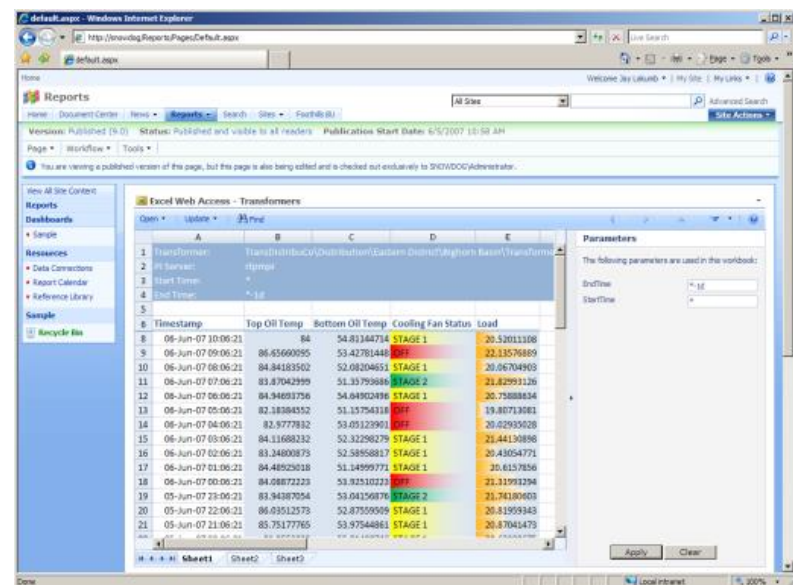 default.aspx - Windows Internet Explorer
http://snowdog/Reports/Pages/Default.aspx
Live Search
default.aspx
Page
Tools
Home
Welcome Jay Lakumb
My Site
My Links
Reports
All Sites
Advanced Search
Home
Document Center
News
Reports
Search
Sites
Foothills BU
Site Actions
Version: Published (9.0) Status: Published and visible to all readers Publication Start Date: 6/5/2007 10:58 AM
Page
Workflow
Tools
You are viewing a published version of this page, but this page is also being edited and is checked out exclusively to SNOWDOG\Administrator.
View All Site Content
Reports
Dashboards
Sample
Resources
Data Connections
Report Calendar
Reference Library
Sample
Recycle Bin
Excel Web Access - Transformers
Open
Update
Find
A B C D E
1 Transformer: TransDistribuCo\Distribution\Eastern District\Bighorn Basin\Transform
2 PI Server:
3 Start Time: *
4 End Time: *-1d
5
6 Timestamp Top Oil Temp Bottom Oil Temp Cooling Fan Status Load
8 06-Jun-07 10:06:21 84 54.81344714 STAGE 1 20.52011108
9 06-Jun-07 09:06:21 86.65660095 53.42781448 OFF 22.13576889
10 06-Jun-07 08:06:21 84.84183502 52.08204651 STAGE 1 20.06704903
11 06-Jun-07 07:06:21 83.87042999 51.35793686 STAGE 2 21.82993126
12 06-Jun-07 06:06:21 84.94693756 54.64902496 STAGE 1 20.75888634
13 06-Jun-07 05:06:21 82.18384552 51.15754318 OFF 19.80713081
14 06-Jun-07 04:06:21 82.9777832 53.05123901 OFF 20.02935028
15 06-Jun-07 03:06:21 84.11688232 52.32298279 STAGE 1 21.44130898
16 06-Jun-07 02:06:21 83.24800873 52.58958817 STAGE 1 20.43054771
17 06-Jun-07 01:06:21 84.48925018 51.14999771 STAGE 1 20.6157856
18 06-Jun-07 00:06:21 84.08872223 53.92510223 OFF 21.31993294
19 05-Jun-07 23:06:21 83.94387054 53.04156876 STAGE 2 21.74180603
20 05-Jun-07 22:06:21 86.03512573 52.87559509 STAGE 1 20.81959343
21 05-Jun-07 21:06:21 85.75177765 53.97544861 STAGE 1 20.87041473
Sheet1
Sheet2
Sheet3
Parameters
The following parameters are used in this workbook:
EndTime *-1d
StartTime *
Apply
Clear
Done
Local intranet
100%